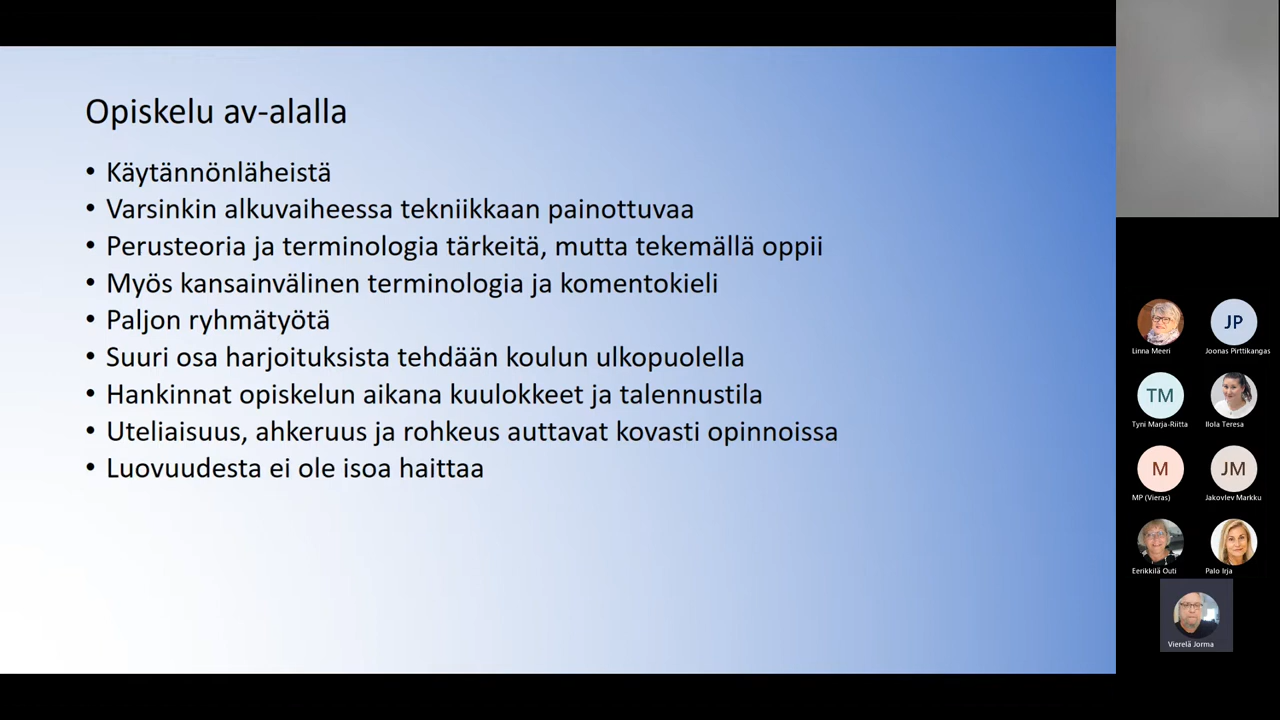 Opiskelu av-alalla
• Käytännönläheistä
• Varsinkin alkuvaiheessa tekniikkaan painottuvaa
• Perusteoria ja terminologia tärkeitä, mutta tekemällä oppii
• Myös kansainvälinen terminologia ja komentokieli
• Paljon ryhmätyötä
• Suuri osa harjoituksista tehdään koulun ulkopuolella
• Hankinnat opiskelun aikana kuulokkeet ja talennustila
• Uteliaisuus, ahkeruus ja rohkeus auttavat kovasti opinnoissa
• Luovuudesta ei ole isoa haittaa
JP
Linna Meeri
Joonas Pirttikangas
TM
Tyni Marja-Riitta
Ilola Teresa
M
JM
MP (Vieras)
Jakovlev Markku
Eerikkilä Outi
Palo Irja
Vierelä Jorma